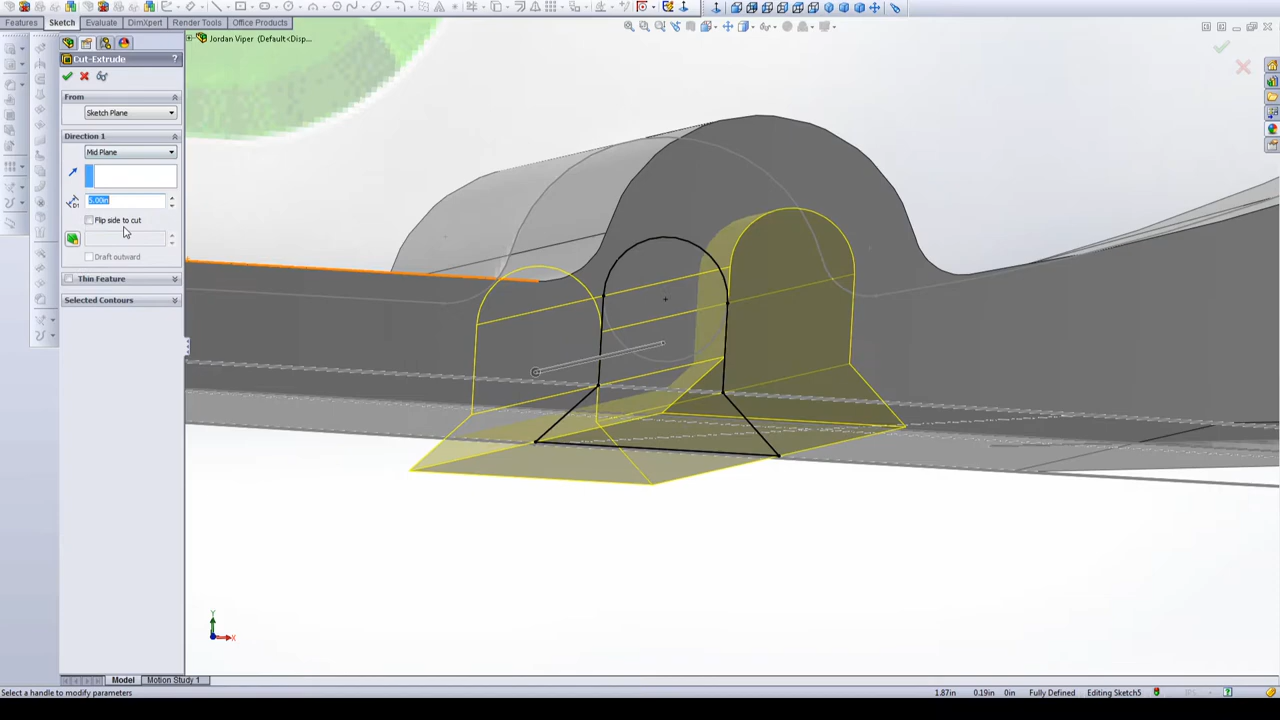 Features Sketch Evaluate DimXpert Render Tools Office Products
Jordan Viper (Default<Disp...
Cut-Extrude ?
From
Sketch Plane
Direction 1
Mid Plane
D1 5.00in
Flip side to cut
Draft outward
Thin Feature
Selected Contours
Y
X
Model Motion Study 1
Select a handle to modify parameters 1.87in 0.19in 0in Fully Defined Editing Sketch5 IPS ?